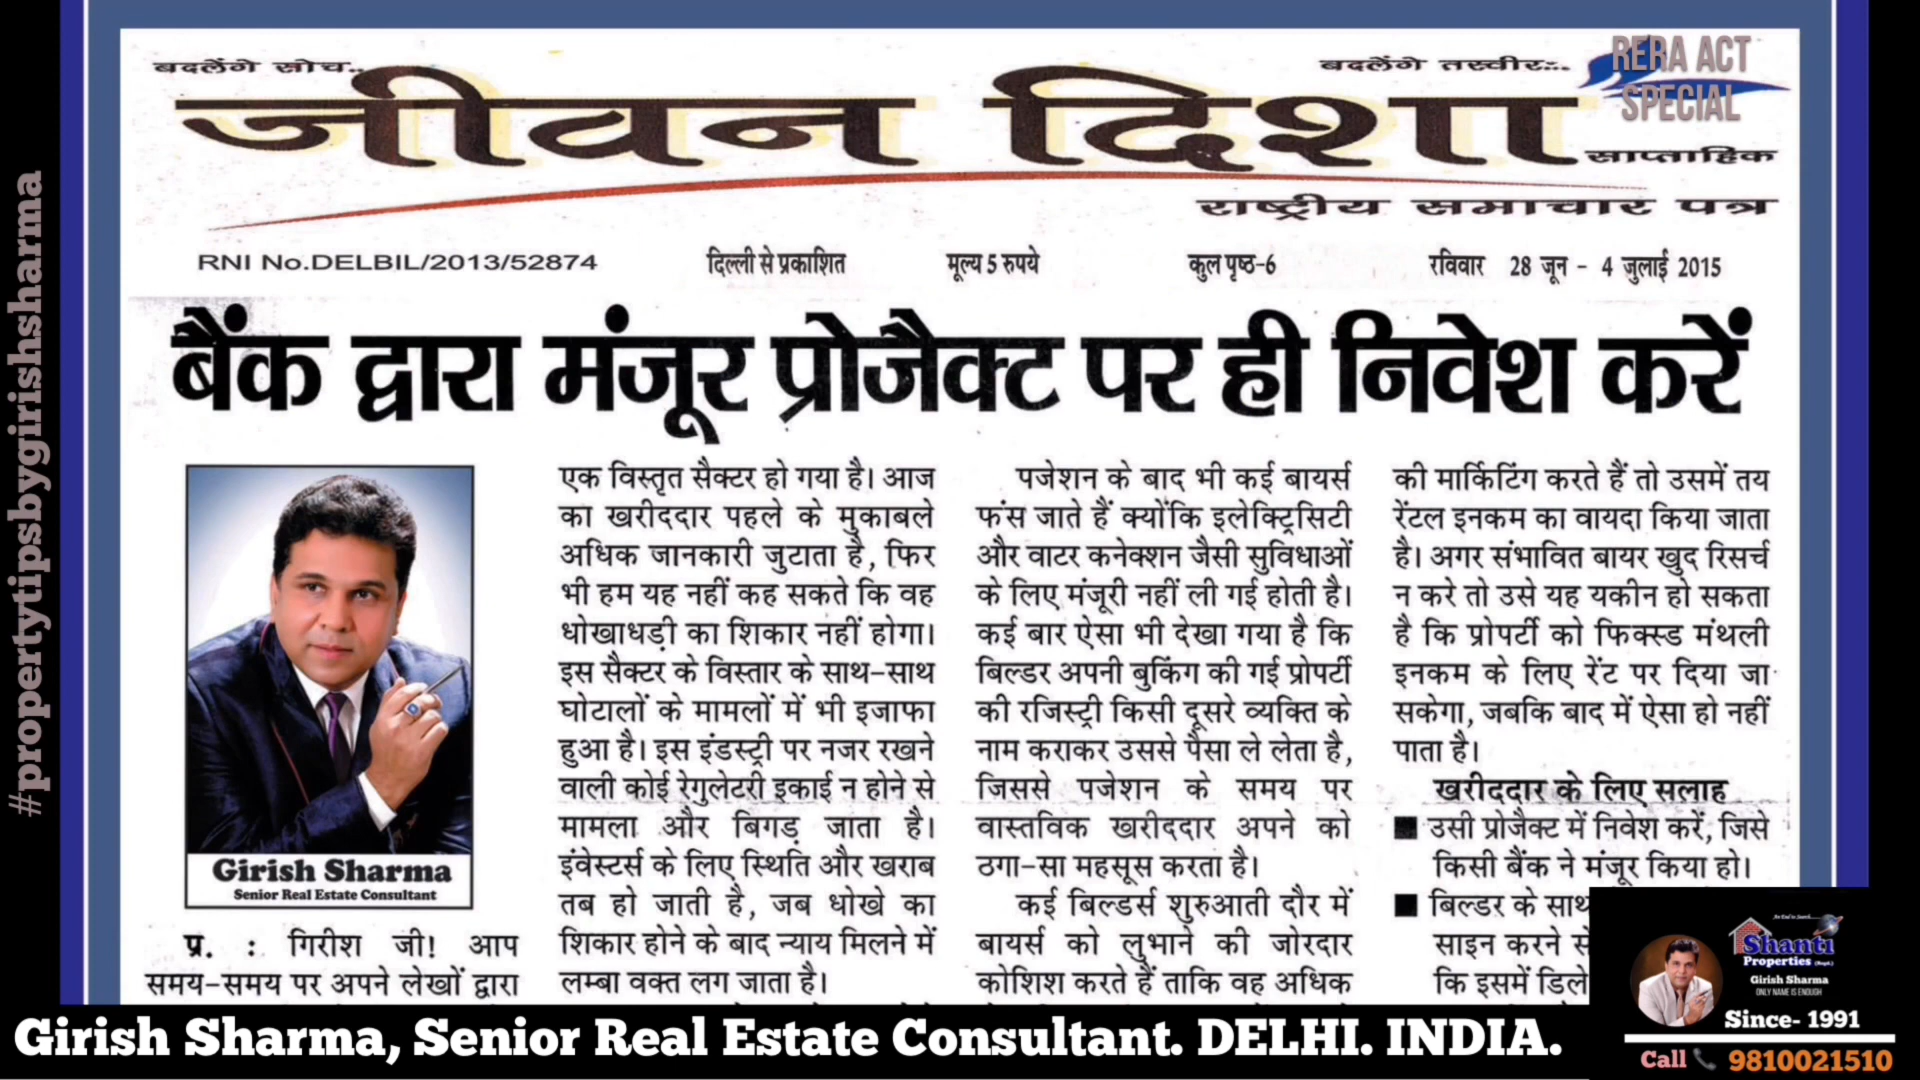 #propertytipsbygirishsharma
बदलेंगे सोच...
बदलेंगे तस्वीर...
RERA ACT
SPECIAL
जीवन दिशा
साप्ताहिक
राष्ट्रीय समाचार पत्र
RNI No.DELBIL/2013/52874 दिल्ली से प्रकाशित मूल्य 5 रुपये कुल पृष्ठ-6 रविवार 28 जून - 4 जुलाई 2015
बैंक द्वारा मंजूर प्रोजैक्ट पर ही निवेश करें
Girish Sharma
Senior Real Estate Consultant
प्र. : गिरीश जी! आप
समय-समय पर अपने लेखों द्वारा
एक विस्तृत सैक्टर हो गया है। आज
का खरीददार पहले के मुकाबले
अधिक जानकारी जुटाता है, फिर
भी हम यह नहीं कह सकते कि वह
धोखाधड़ी का शिकार नहीं होगा।
इस सैक्टर के विस्तार के साथ-साथ
घोटालों के मामलों में भी इजाफा
हुआ है। इस इंडस्ट्री पर नजर रखने
वाली कोई रेगुलेटरी इकाई न होने से
मामला और बिगड़ जाता है।
इंवेस्टर्स के लिए स्थिति और खराब
तब हो जाती है, जब धोखे का
शिकार होने के बाद न्याय मिलने में
लम्बा वक्त लग जाता है।
पजेशन के बाद भी कई बायर्स
फंस जाते हैं क्योंकि इलेक्ट्रिसिटी
और वाटर कनेक्शन जैसी सुविधाओं
के लिए मंजूरी नहीं ली गई होती है।
कई बार ऐसा भी देखा गया है कि
बिल्डर अपनी बुकिंग की गई प्रोपर्टी
की रजिस्ट्री किसी दूसरे व्यक्ति के
नाम कराकर उससे पैसा ले लेता है,
जिससे पजेशन के समय पर
वास्तविक खरीददार अपने को
ठगा-सा महसूस करता है।
कई बिल्डर्स शुरुआती दौर में
बायर्स को लुभाने की जोरदार
कोशिश करते हैं ताकि वह अधिक
की मार्किटिंग करते हैं तो उसमें तय
रेंटल इनकम का वायदा किया जाता
है। अगर संभावित बायर खुद रिसर्च
न करे तो उसे यह यकीन हो सकता
है कि प्रोपर्टी को फिक्स्ड मंथली
इनकम के लिए रेंट पर दिया जा
सकेगा, जबकि बाद में ऐसा हो नहीं
पाता है।
खरीददार के लिए सलाह
■ उसी प्रोजैक्ट में निवेश करें, जिसे
किसी बैंक ने मंजूर किया हो।
■ बिल्डर के साथ
साइन करने से
कि इसमें डिले
Shanti
Properties
Girish Sharma
ONLY NAME IS ENOUGH
Since- 1991
Call 9810021510
Girish Sharma, Senior Real Estate Consultant. DELHI. INDIA.